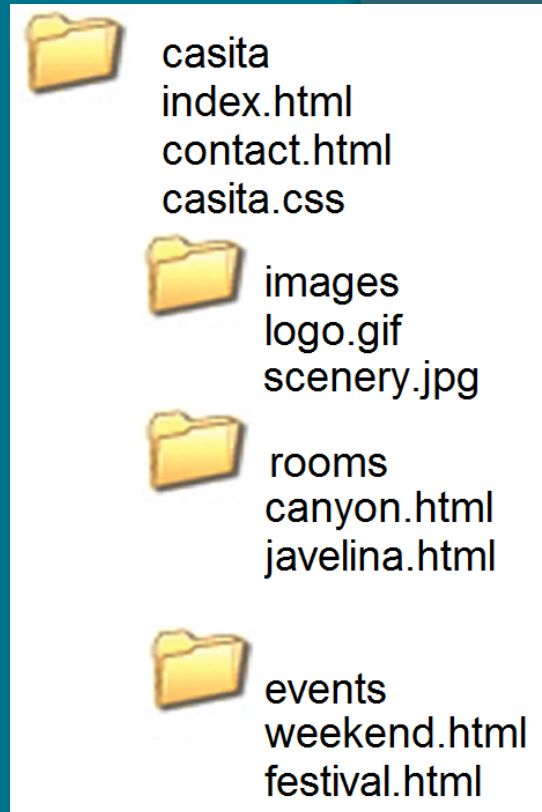 casita
index.html
contact.html
casita.css
images
logo.gif
scenery.jpg
rooms
canyon.html
javelina.html
events
weekend.html
festival.html